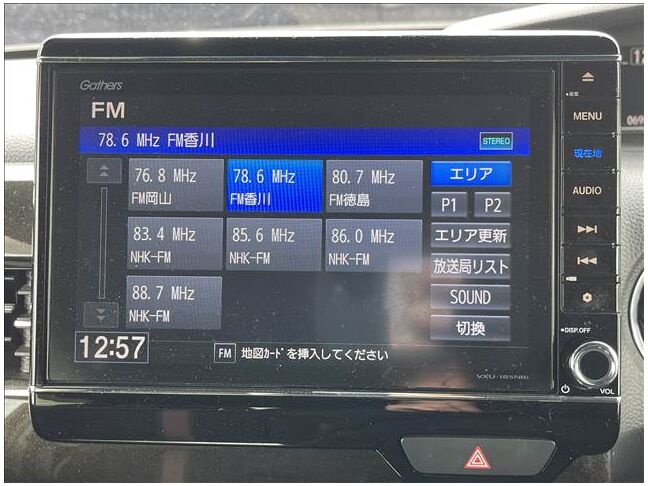 Gathers
FM
78.6 MHz FM香川
STEREO
76.8 MHz
FM岡山
78.6 MHz
FM香川
80.7 MHz
FM徳島
83.4 MHz
NHK-FM
85.6 MHz
NHK-FM
86.0 MHz
NHK-FM
88.7 MHz
NHK-FM
エリア
P1
P2
エリア更新
放送局リスト
SOUND
切換
12:57
FM 地図ｶｰﾄﾞを挿入してください
VXU-185NBi
MENU
現在地
AUDIO
DISP.OFF
VOL